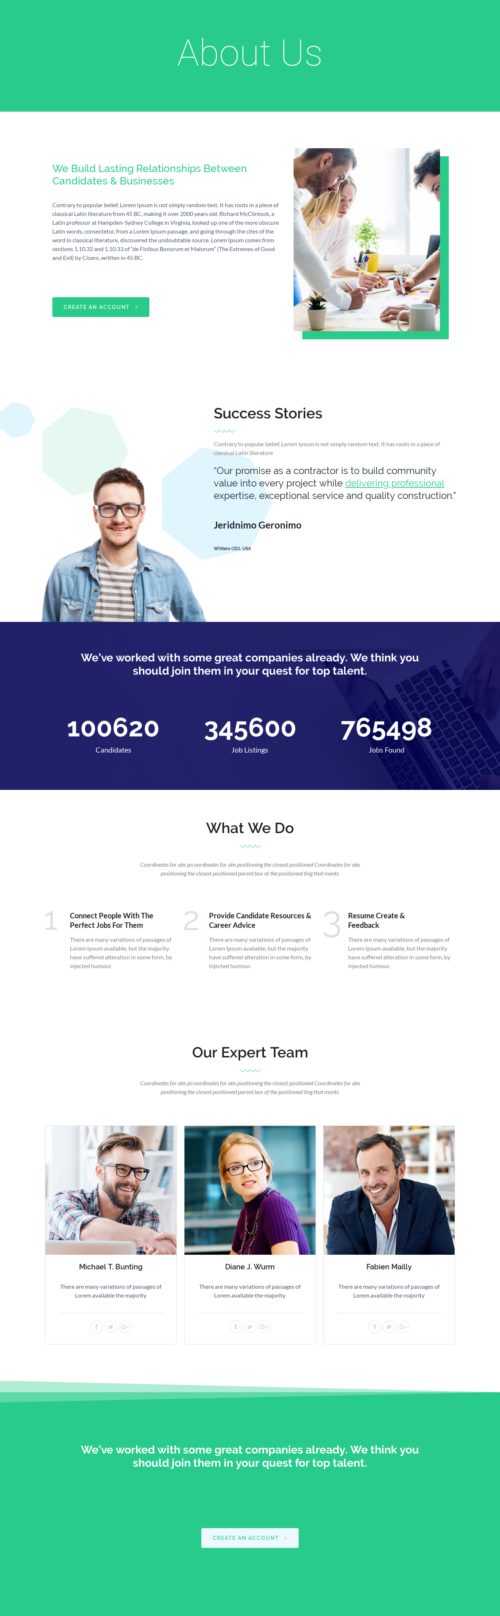 About Us
We Build Lasting Relationships Between
Candidates & Businesses
Contrary to popular belief, Lorem Ipsum is not simply random text. It has roots in a piece of
classical Latin literature from 45 BC, making it over 2000 years old. Richard McClintock, a
Latin professor at Hampden-Sydney College in Virginia, looked up one of the more obscure
Latin words, consectetur, from a Lorem Ipsum passage, and going through the cites of the
word in classical literature, discovered the undoubtable source. Lorem Ipsum comes from
sections 1.10.32 and 1.10.33 of "de Finibus Bonorum et Malorum" (The Extremes of Good
and Evil) by Cicero, written in 45 BC.
CREATE AN ACCOUNT >
Success Stories
Contrary to popular belief, Lorem Ipsum is not simply random text. It has roots in a piece of
classical Latin literature
“Our promise as a contractor is to build community
value into every project while delivering professional
expertise, exceptional service and quality construction.”
Jeridnimo Geronimo
CEO, USA
We've worked with some great companies already. We think you
should join them in your quest for top talent.
100620
345600
765498
Candidates
Job Listings
Jobs Found
What We Do
Coordinates for abs po oordinates for abs positioning the closest positioned Coordinates for abs
positioning the closest positioned parent box of the positioned ting that ments.
1
Connect People With The
Perfect Jobs For Them
There are many variations of passages of
Lorem Ipsum available, but the majority
have suffered alteration in some form, by
injected humour.
2
Provide Candidate Resources &
Career Advice
There are many variations of passages of
Lorem Ipsum available, but the majority
have suffered alteration in some form, by
injected humour.
3
Resume Create &
Feedback
There are many variations of passages of
Lorem Ipsum available, but the majority
have suffered alteration in some form, by
injected humour.
Our Expert Team
Coordinates for abs po oordinates for abs positioning the closest positioned Coordinates for abs
positioning the closest positioned parent box of the positioned ting that ments.
Michael T. Bunting
There are many variations of passages of
Lorem available the majority
Diane J. Wurm
There are many variations of passages of
Lorem available the majority
Fabien Mailly
There are many variations of passages of
Lorem available the majority
We've worked with some great companies already. We think you
should join them in your quest for top talent.
CREATE AN ACCOUNT >